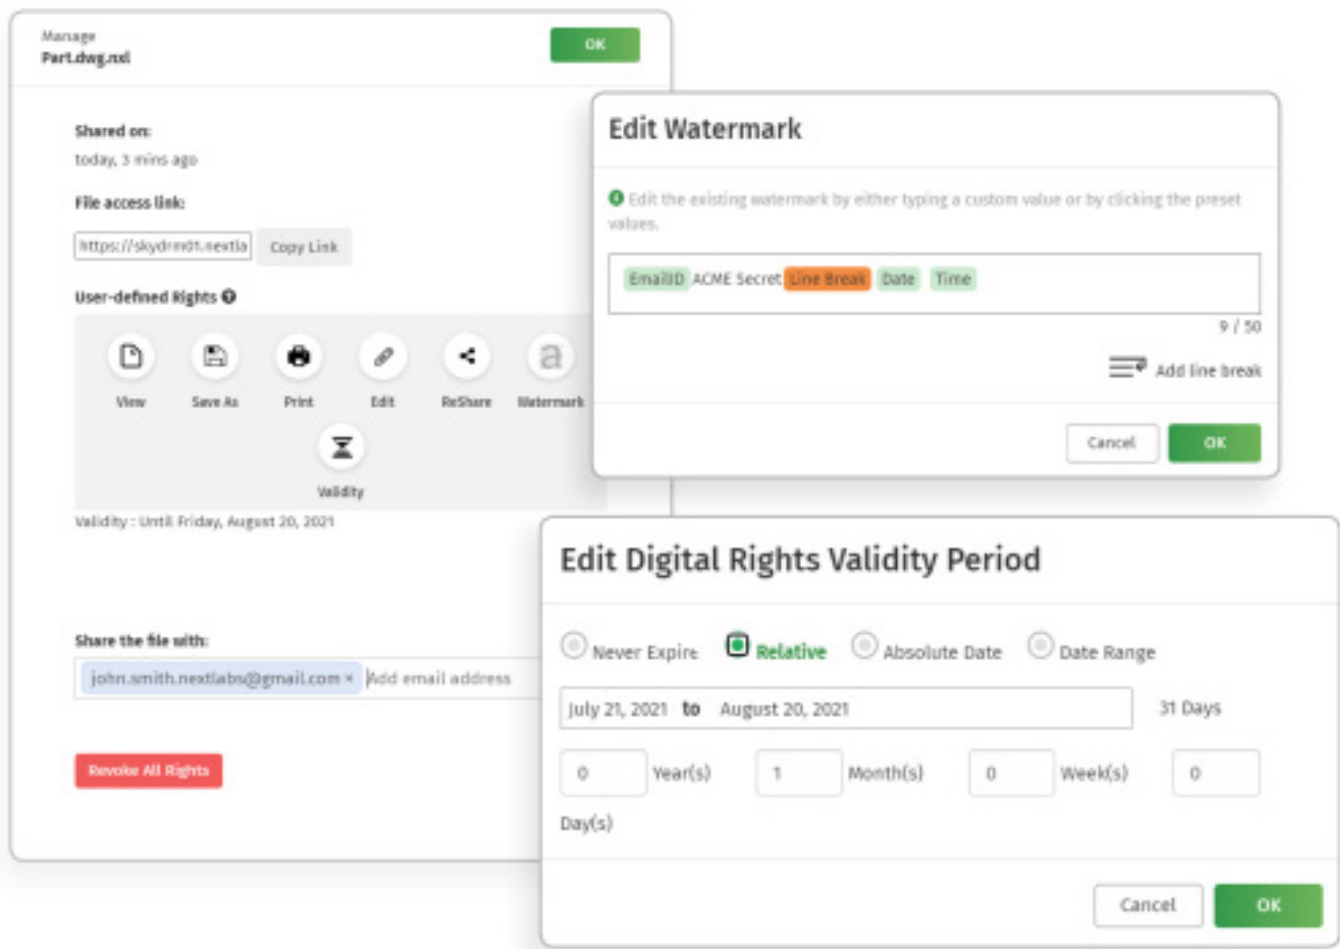 Manage
Part.dwg.nxl
OK
Shared on:
today, 3 mins ago
File access link:
https://skydrm01.nextla
Copy Link
User-defined Rights
View
Save As
Print
Edit
ReShare
Watermark
Validity
Validity : Until Friday, August 20, 2021
Share the file with:
john.smith.nextlabs@gmail.com ×
Add email address
Revoke All Rights
Edit Watermark
Edit the existing watermark by either typing a custom value or by clicking the preset
values.
EmailID ACME Secret Line Break Date Time
9 / 50
Add line break
Cancel
OK
Edit Digital Rights Validity Period
Never Expire
Relative
Absolute Date
Date Range
July 21, 2021 to August 20, 2021
31 Days
0 Year(s) 1 Month(s) 0 Week(s) 0
Day(s)
Cancel
OK